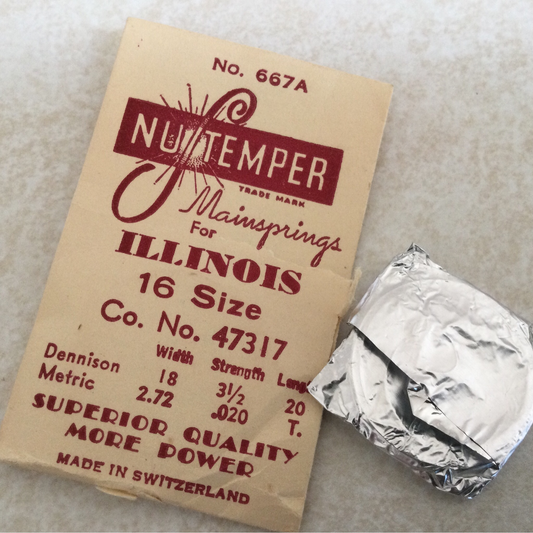 No. 667A
NU TEMPER
TRADE MARK
Mainsprings
For
ILLINOIS
16 Size
Co. No. 47317
Width Strength
Dennison 18 3½ 20
Metric 2.72 .020 T.
SUPERIOR QUALITY
MORE POWER
MADE IN SWITZERLAND